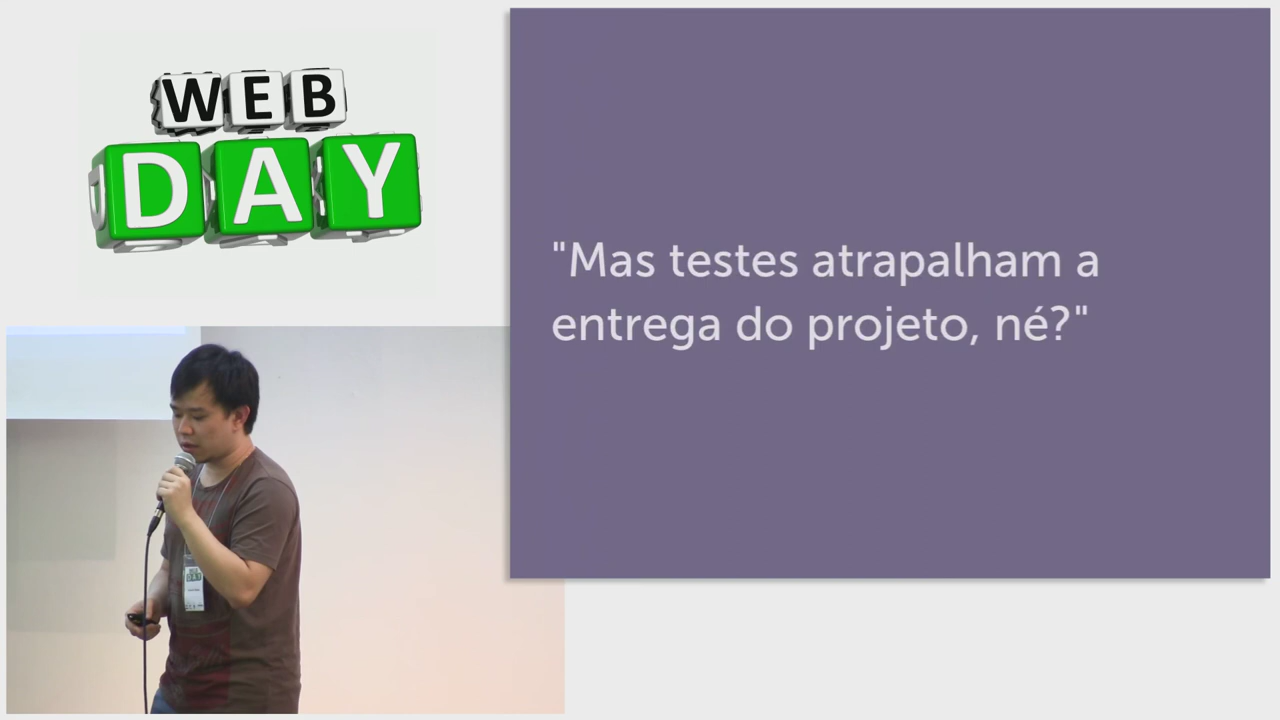 WEB
DAY
"Mas testes atrapalham a
entrega do projeto, né?"